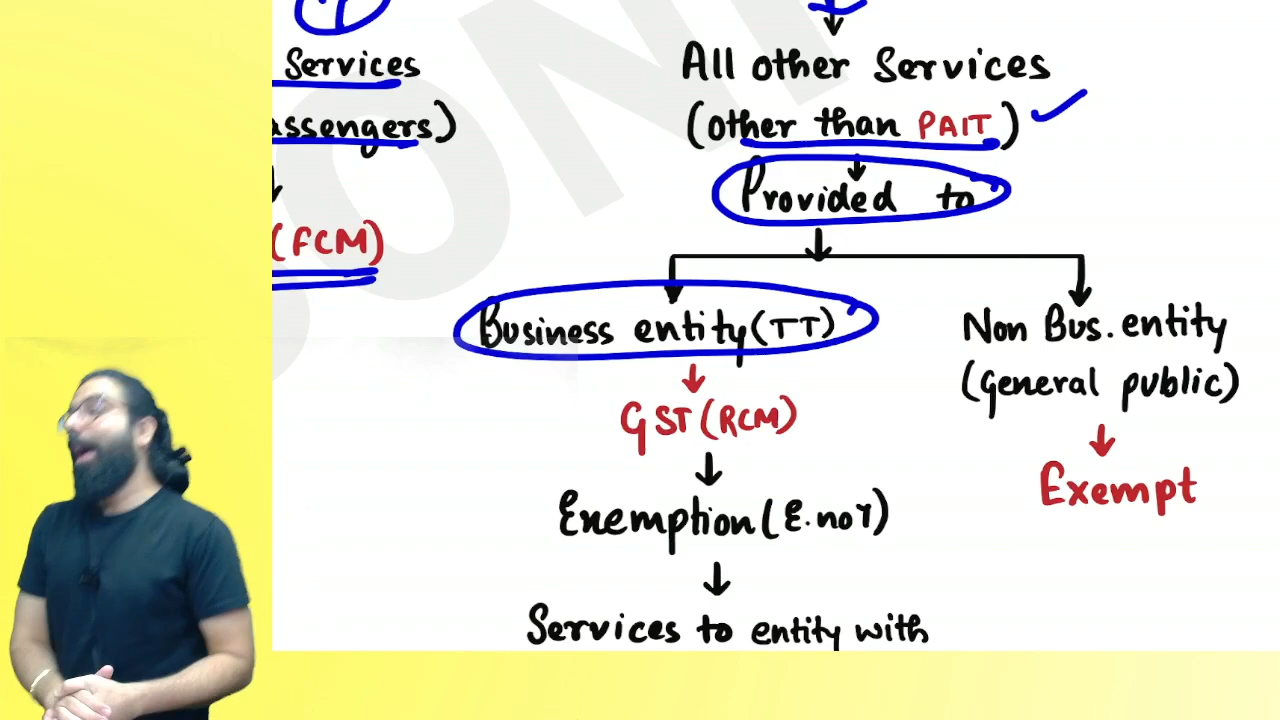 Services
assengers)
(FCM)
All other Services
(other than PAIT)
Provided to
Business entity (TT)
GST (RCM)
Exemption (E.no Y)
Services to entity with
Non Bus. entity
(General public)
Exempt